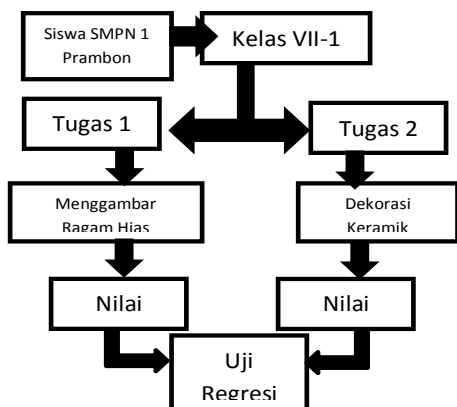 Siswa SMPN 1
Prambon
Kelas VII-1
Tugas 1
Tugas 2
Menggambar
Ragam Hias
Dekorasi
Keramik
Nilai
Nilai
Uji
Regresi